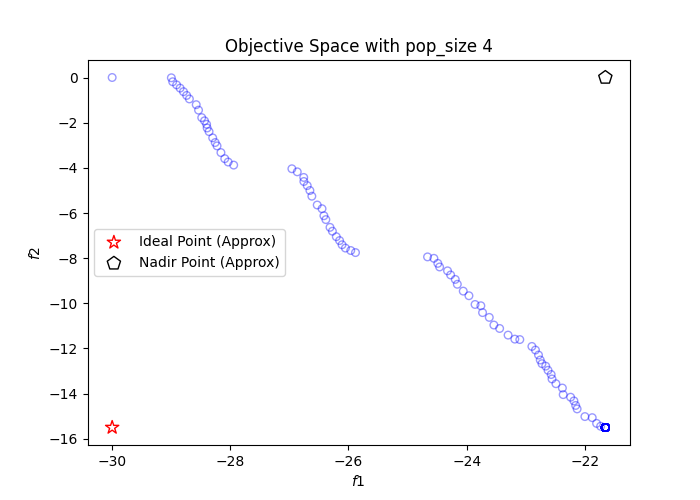 Objective Space with pop_size 4
0
−2
−4
−6
−8
−10
−12
−14
−16
f2
Ideal Point (Approx)
Nadir Point (Approx)
−30
−28
−26
−24
−22
f1